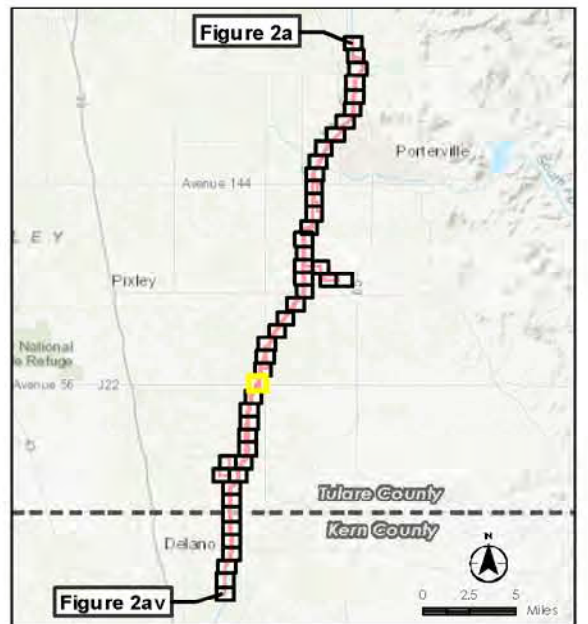 Figure 2a
Porterville
Avenue 144
L E Y
Pixley
National
e Refuge
Avenue 56 J22
Tulare County
Kern County
Delano
N
Figure 2av
0 2.5 5
Miles